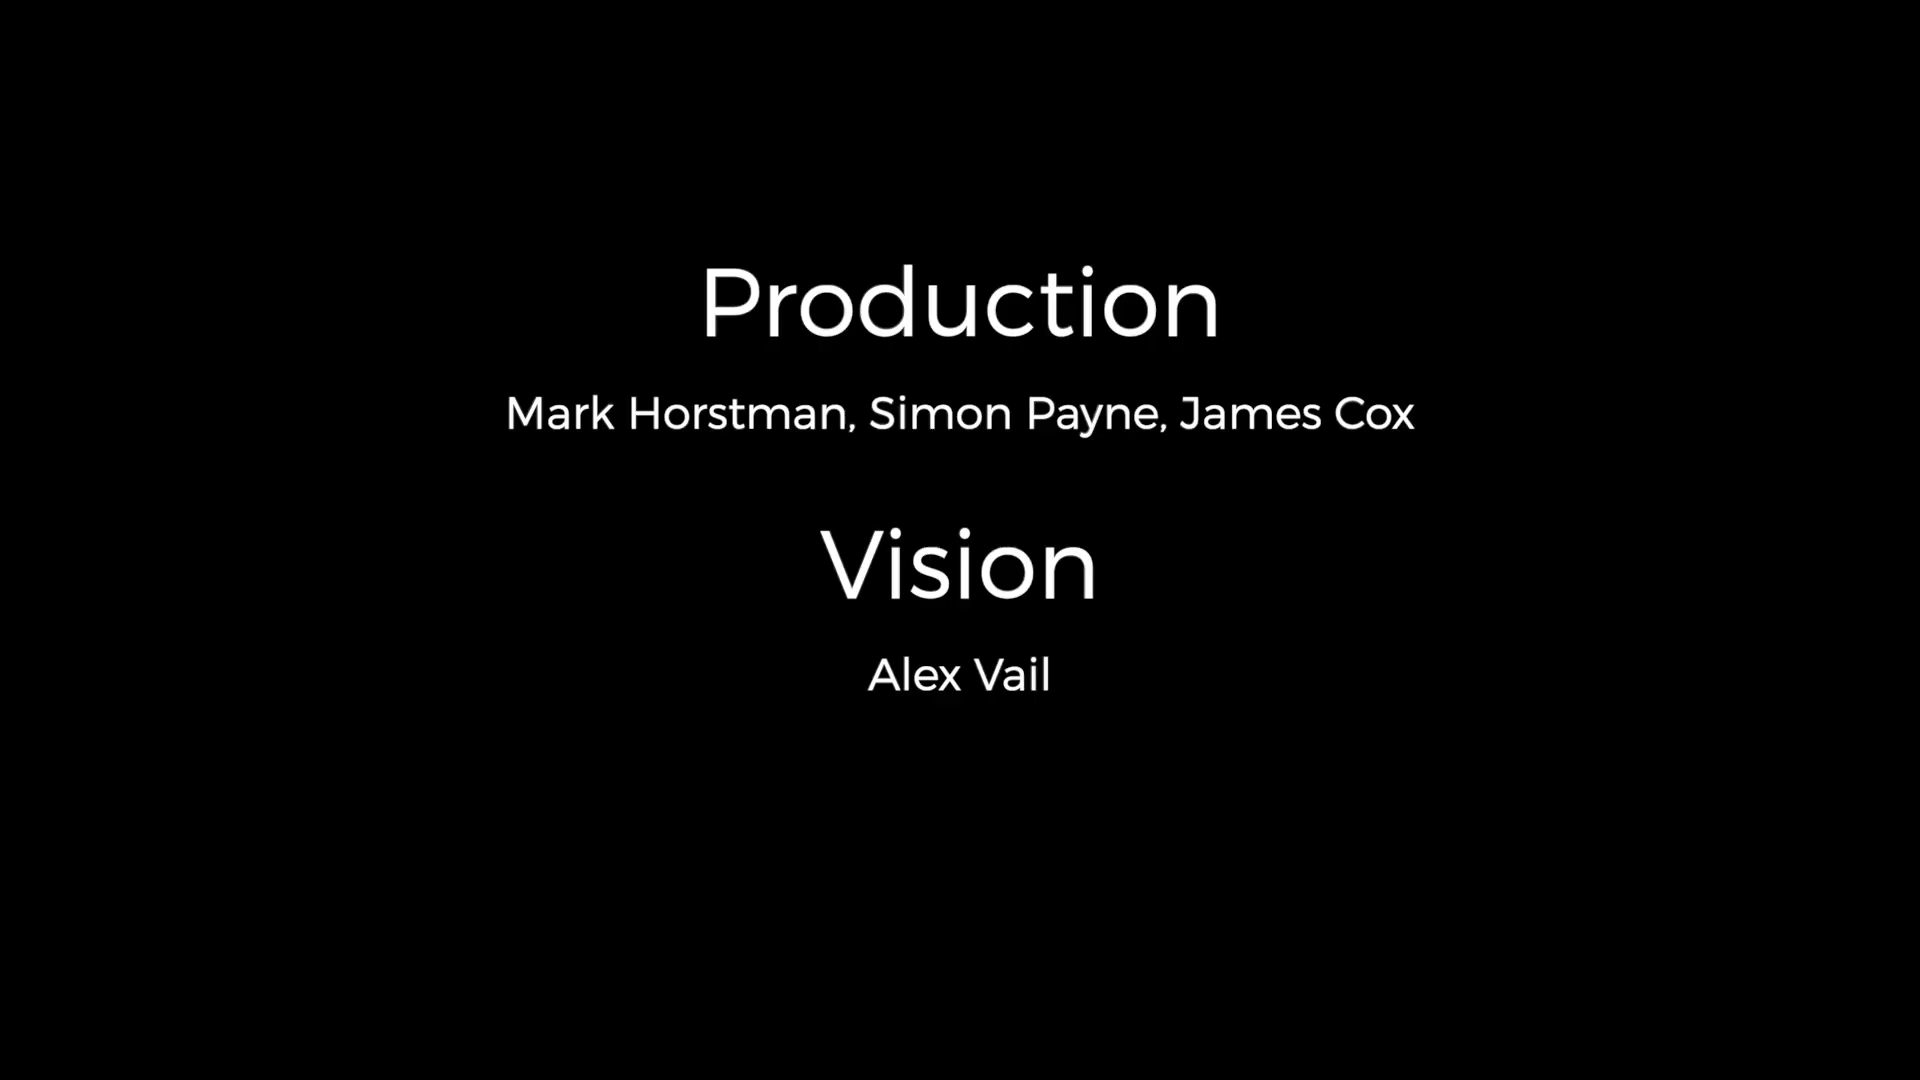 Production
Mark Horstman, Simon Payne, James Cox
Vision
Alex Vail